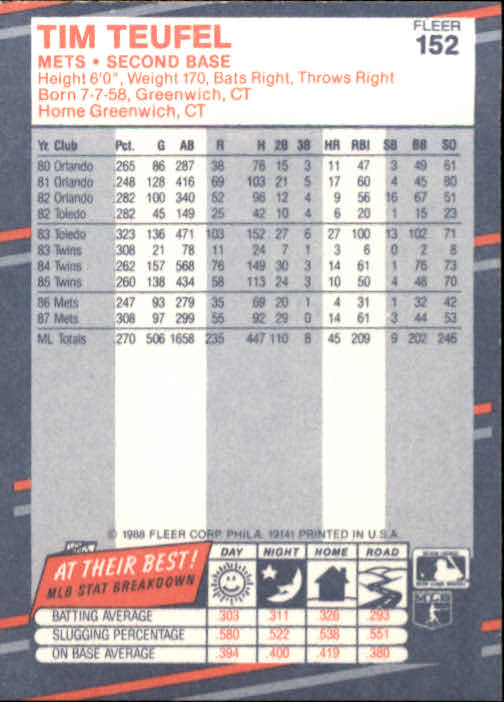 TIM TEUFEL
FLEER
152
METS • SECOND BASE
Height 6'0", Weight 170, Bats Right, Throws Right
Born 7-7-58, Greenwich, CT
Home Greenwich, CT
Yr. Club Pct. G AB R H 2B 3B HR RBI SB BB SO
80 Orlando .265 86 287 38 76 15 3 11 47 3 49 61
81 Orlando .248 128 416 69 103 21 5 17 60 4 45 80
82 Orlando .282 100 340 52 96 12 4 9 56 16 67 51
82 Toledo .282 45 149 25 42 10 4 6 20 1 15 23
83 Toledo .323 136 471 103 152 27 6 27 100 13 102 71
83 Twins .308 21 78 11 24 7 1 3 6 0 2 8
84 Twins .262 157 568 76 149 30 3 14 61 1 76 73
85 Twins .260 138 434 58 113 24 3 10 50 4 48 70
86 Mets .247 93 279 35 69 20 1 4 31 1 32 42
87 Mets .308 97 299 55 92 29 0 14 61 3 44 53
ML Totals .270 506 1658 235 447 110 8 45 209 9 202 246
© 1988 FLEER CORP. PHILA. 19141 PRINTED IN U.S.A.
AT THEIR BEST!
MLB STAT BREAKDOWN
DAY NIGHT HOME ROAD
BATTING AVERAGE .303 .311 .326 .293
SLUGGING PERCENTAGE .580 .522 .538 .551
ON BASE AVERAGE .394 .400 .419 .380